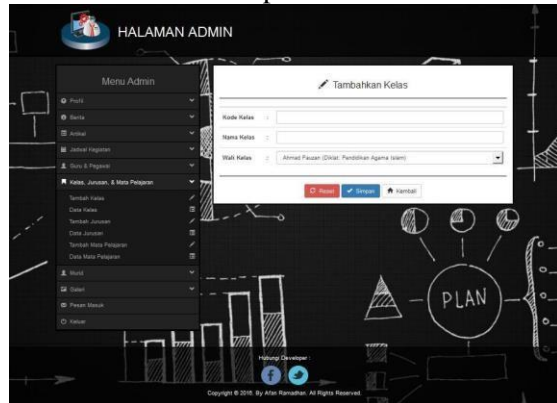 HALAMAN ADMIN
Menu Admin
Profil
Berita
Artikel
Jadwal Kegiatan
Guru & Pegawai
Kelas, Jurusan, & Mata Pelajaran
Tambah Kelas
Data Kelas
Tambah Jurusan
Data Jurusan
Tambah Mata Pelajaran
Data Mata Pelajaran
Murid
Galeri
Pesan Masuk
Keluar
Tambahkan Kelas
Kode Kelas :
Nama Kelas :
Wali Kelas : Ahmad Fauzan (Diklat: Pendidikan Agama Islam)
Reset Simpan Kembali
PLAN
Hubungi Developer :
Copyright © 2016. By Afan Ramadhan. All Rights Reserved.